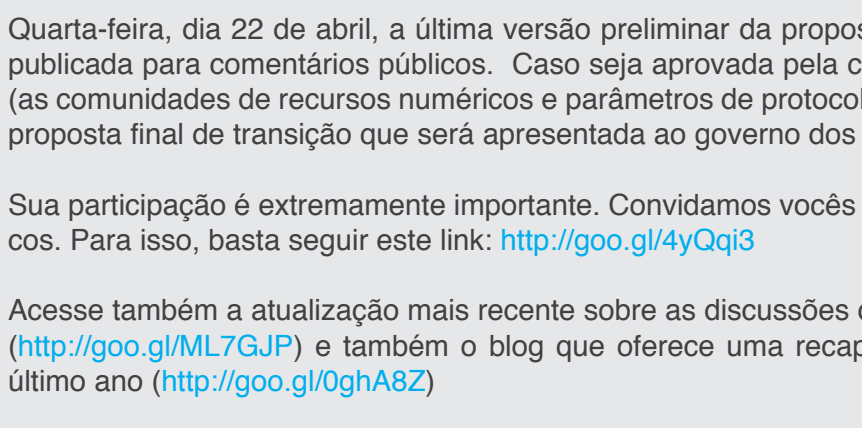 Quarta-feira, dia 22 de abril, a última versão preliminar da
publicada para comentários públicos.  Caso seja aprovada pela
(as comunidades de recursos numéricos e parâmetros de
proposta final de transição que será apresentada ao governo dos
Sua participação é extremamente importante. Convidamos vocês
cos. Para isso, basta seguir este link: http://goo.gl/4yQqi3
Acesse também a atualização mais recente sobre as discussões
(http://goo.gl/ML7GJP) e também o blog que oferece uma
último ano (http://goo.gl/0ghA8Z)